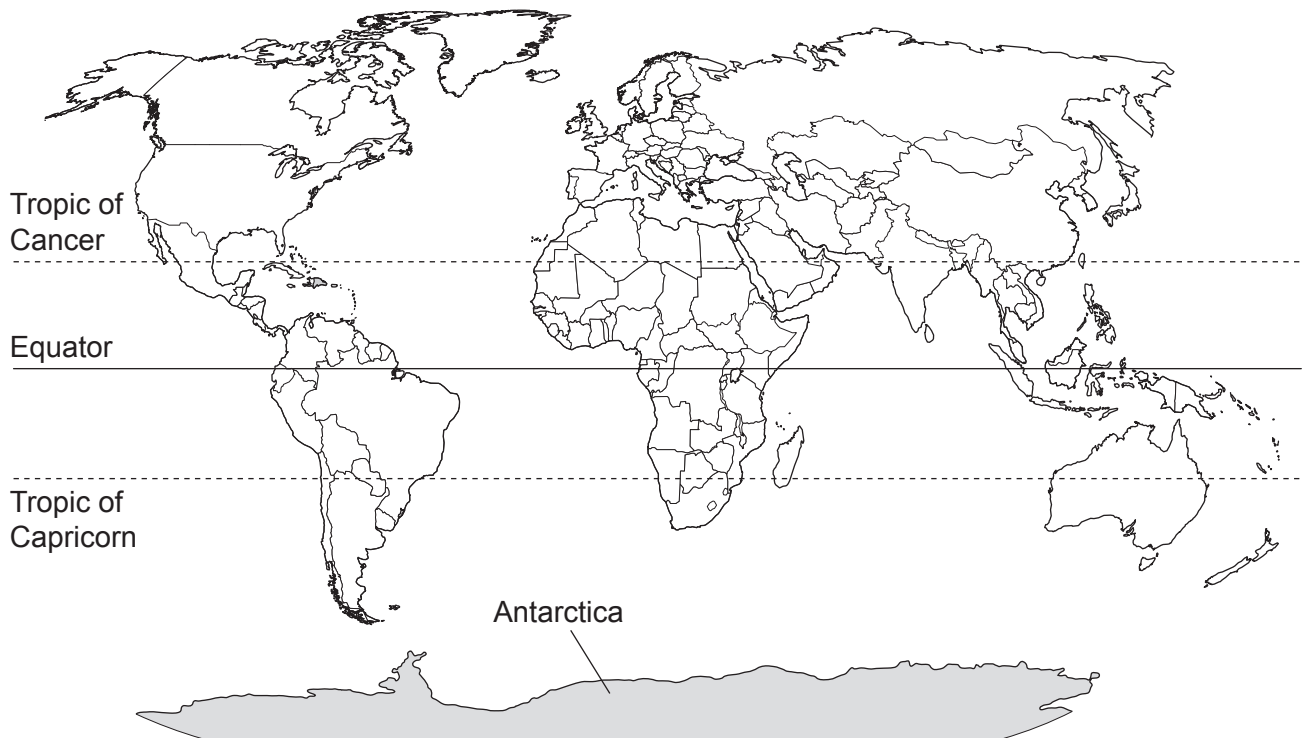 Tropic of
Cancer
Equator
Tropic of
Capricorn
Antarctica